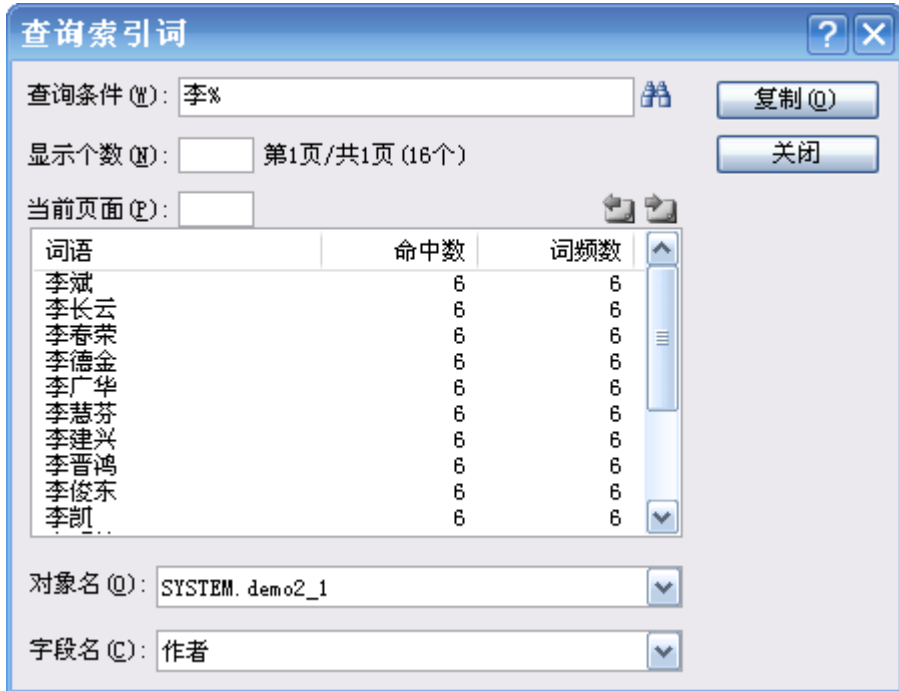 查询索引词
查询条件(W): 李% 复制(O)
显示个数(N): 第1页/共1页(16个) 关闭
当前页面(P):
词语 命中数 词频数
李斌 6 6
李长云 6 6
李春荣 6 6
李德金 6 6
李广华 6 6
李慧芬 6 6
李建兴 6 6
李晋鸿 6 6
李俊东 6 6
李凯 6 6
对象名(O): SYSTEM.demo2_1
字段名(C): 作者